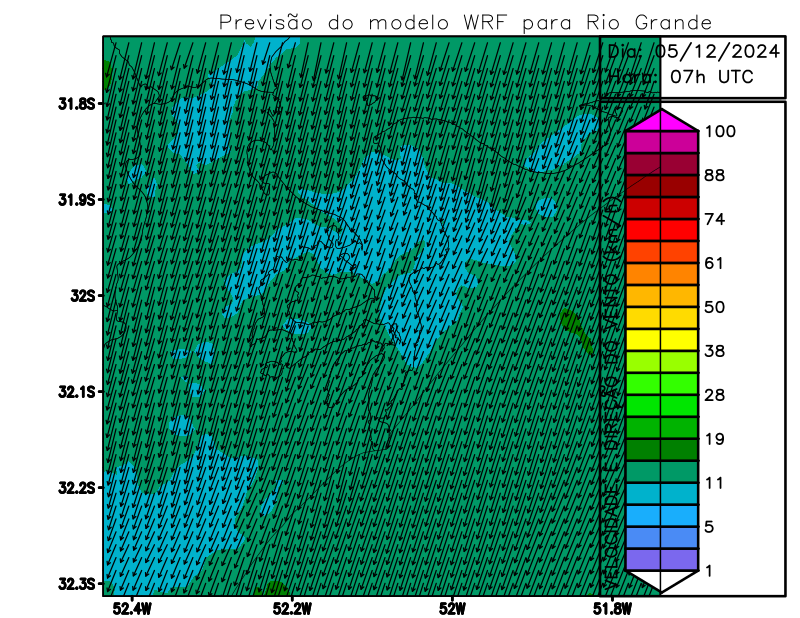 Previsão do modelo WRF para Rio Grande
Dia: 05/12/2024
Hora: 07h UTC
VELOCIDADE E DIREÇÃO DO VENTO (km/h)
100
88
74
61
50
38
28
19
11
5
1
31.8S
31.9S
32S
32.1S
32.2S
32.3S
52.4W
52.2W
52W
51.8W